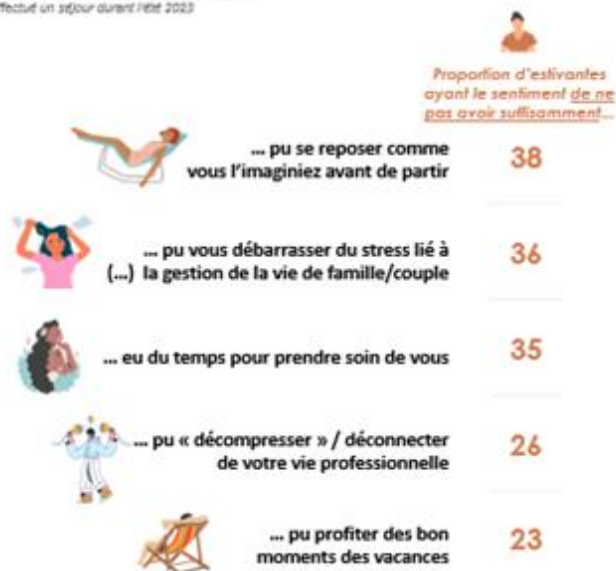 effectué un séjour durant l'été 2023
Proportion d'estivantes
ayant le sentiment de ne
pas avoir suffisamment...
... pu se reposer comme
vous l'imaginiez avant de partir
38
... pu vous débarrasser du stress lié à
(...) la gestion de la vie de famille/couple
36
... eu du temps pour prendre soin de vous
35
... pu « décompresser » / déconnecter
de votre vie professionnelle
26
... pu profiter des bon
moments des vacances
23